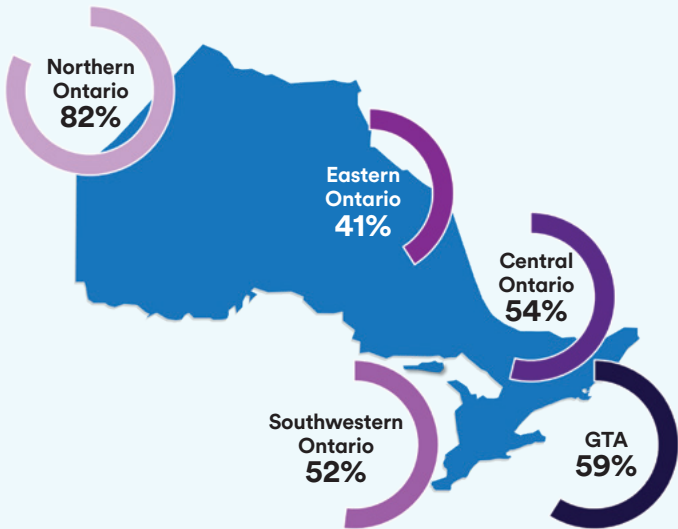 Northern
Ontario
82%
Eastern
Ontario
41%
Central
Ontario
54%
Southwestern
Ontario
52%
GTA
59%